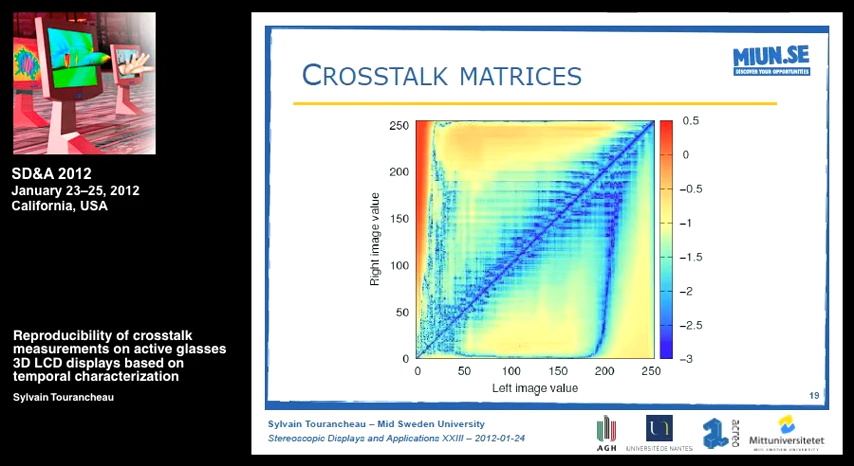 SD&A 2012
January 23–25, 2012
California, USA
Reproducibility of crosstalk
measurements on active glasses
3D LCD displays based on
temporal characterization
Sylvain Tourancheau
CROSSTALK MATRICES
MIUN.SE
DISCOVER YOUR OPPORTUNITIES
Right image value
250
200
150
100
50
0
0
50
100
150
200
250
Left image value
0.5
0
−0.5
−1
−1.5
−2
−2.5
−3
19
Sylvain Tourancheau – Mid Sweden University
Stereoscopic Displays and Applications XXIII – 2012-01-24
AGH
UNIVERSITÉ DE NANTES
acreo
Mittuniversitetet
MID SWEDEN UNIVERSITY